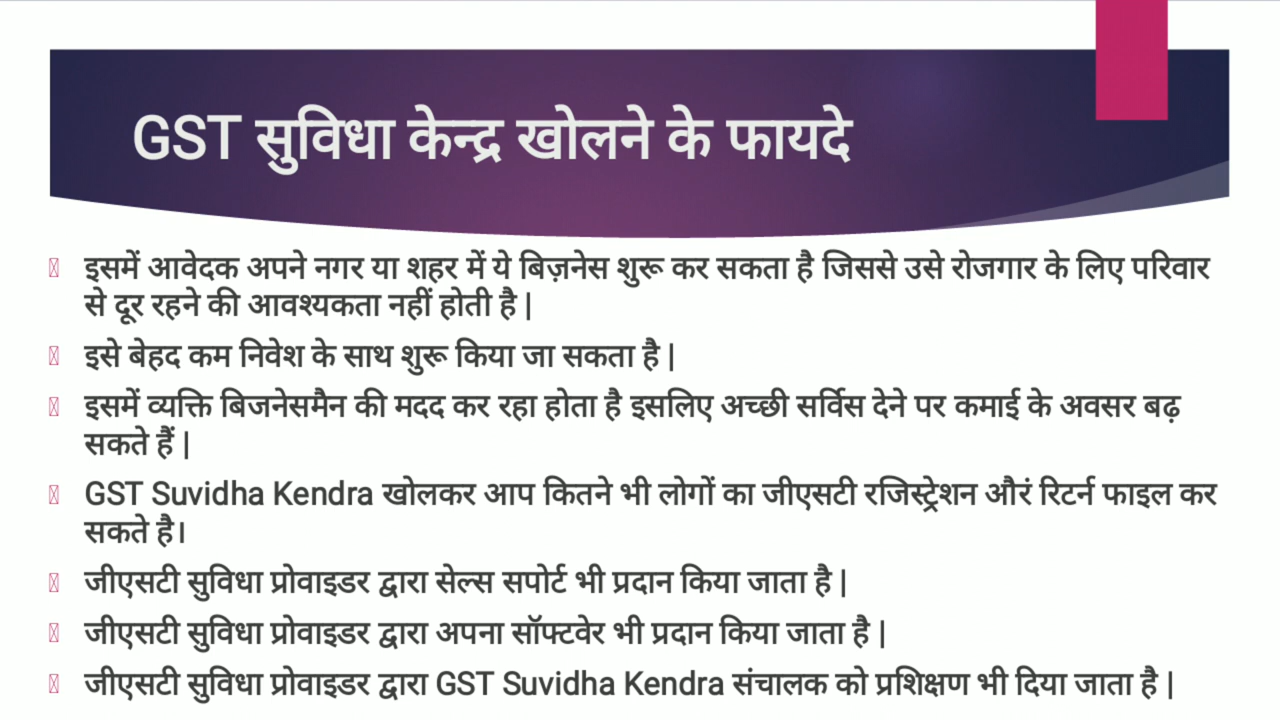 GST सुविधा केन्द्र खोलने के फायदे
इसमें आवेदक अपने नगर या शहर में ये बिज़नेस शुरू कर सकता है जिससे उसे रोजगार के लिए परिवार
से दूर रहने की आवश्यकता नहीं होती है |
इसे बेहद कम निवेश के साथ शुरू किया जा सकता है |
इसमें व्यक्ति बिजनेसमैन की मदद कर रहा होता है इसलिए अच्छी सर्विस देने पर कमाई के अवसर बढ़
सकते हैं |
GST Suvidha Kendra खोलकर आप कितने भी लोगों का जीएसटी रजिस्ट्रेशन औरं रिटर्न फाइल कर
सकते है।
जीएसटी सुविधा प्रोवाइडर द्वारा सेल्स सपोर्ट भी प्रदान किया जाता है |
जीएसटी सुविधा प्रोवाइडर द्वारा अपना सॉफ्टवेर भी प्रदान किया जाता है |
जीएसटी सुविधा प्रोवाइडर द्वारा GST Suvidha Kendra संचालक को प्रशिक्षण भी दिया जाता है |